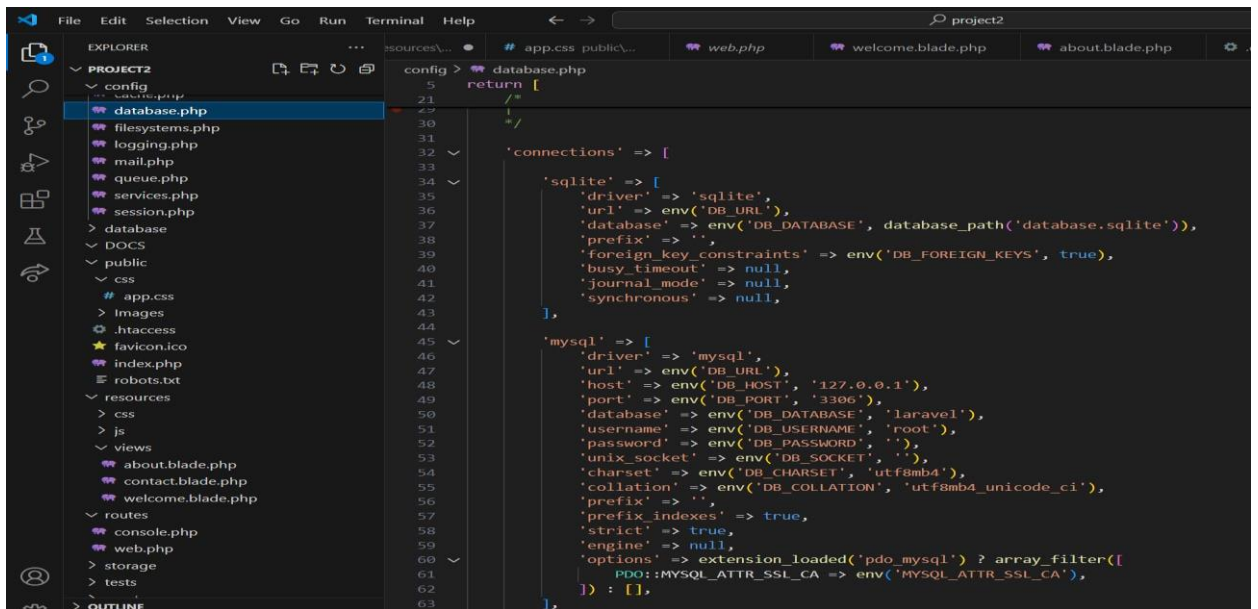 File Edit Selection View Go Run Terminal Help
project2
EXPLORER
PROJECT2
config
cache.php
database.php
filesystems.php
logging.php
mail.php
queue.php
services.php
session.php
database
DOCS
public
css
# app.css
Images
.htaccess
favicon.ico
index.php
robots.txt
resources
css
js
views
about.blade.php
contact.blade.php
welcome.blade.php
routes
console.php
web.php
storage
tests
OUTLINE
esources\... # app.css public\... web.php welcome.blade.php about.blade.php
config > database.php
5 return [
21 /*
29 |
30 */
31
32 'connections' => [
33
34 'sqlite' => [
35 'driver' => 'sqlite',
36 'url' => env('DB_URL'),
37 'database' => env('DB_DATABASE', database_path('database.sqlite')),
38 'prefix' => '',
39 'foreign_key_constraints' => env('DB_FOREIGN_KEYS', true),
40 'busy_timeout' => null,
41 'journal_mode' => null,
42 'synchronous' => null,
43 ],
44
45 'mysql' => [
46 'driver' => 'mysql',
47 'url' => env('DB_URL'),
48 'host' => env('DB_HOST', '127.0.0.1'),
49 'port' => env('DB_PORT', '3306'),
50 'database' => env('DB_DATABASE', 'laravel'),
51 'username' => env('DB_USERNAME', 'root'),
52 'password' => env('DB_PASSWORD', ''),
53 'unix_socket' => env('DB_SOCKET', ''),
54 'charset' => env('DB_CHARSET', 'utf8mb4'),
55 'collation' => env('DB_COLLATION', 'utf8mb4_unicode_ci'),
56 'prefix' => '',
57 'prefix_indexes' => true,
58 'strict' => true,
59 'engine' => null,
60 'options' => extension_loaded('pdo_mysql') ? array_filter([
61 PDO::MYSQL_ATTR_SSL_CA => env('MYSQL_ATTR_SSL_CA'),
62 ]) : [],
63 ],